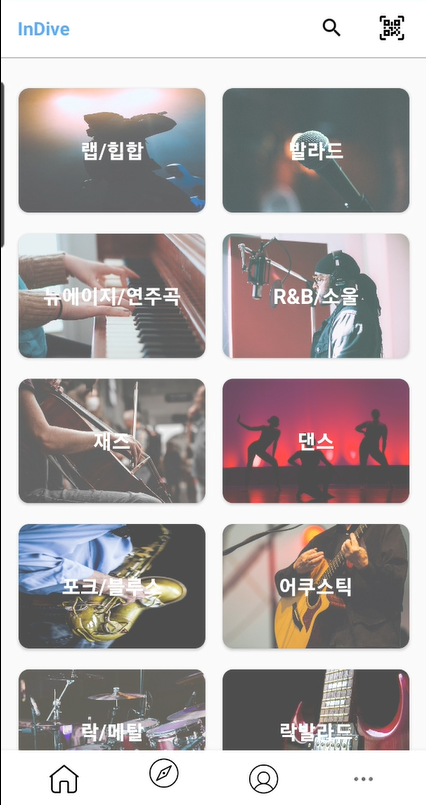 InDive
랩/힙합
발라드
뉴에이지/연주곡
R&B/소울
재즈
댄스
포크/블루스
어쿠스틱
락/메탈
락발라드